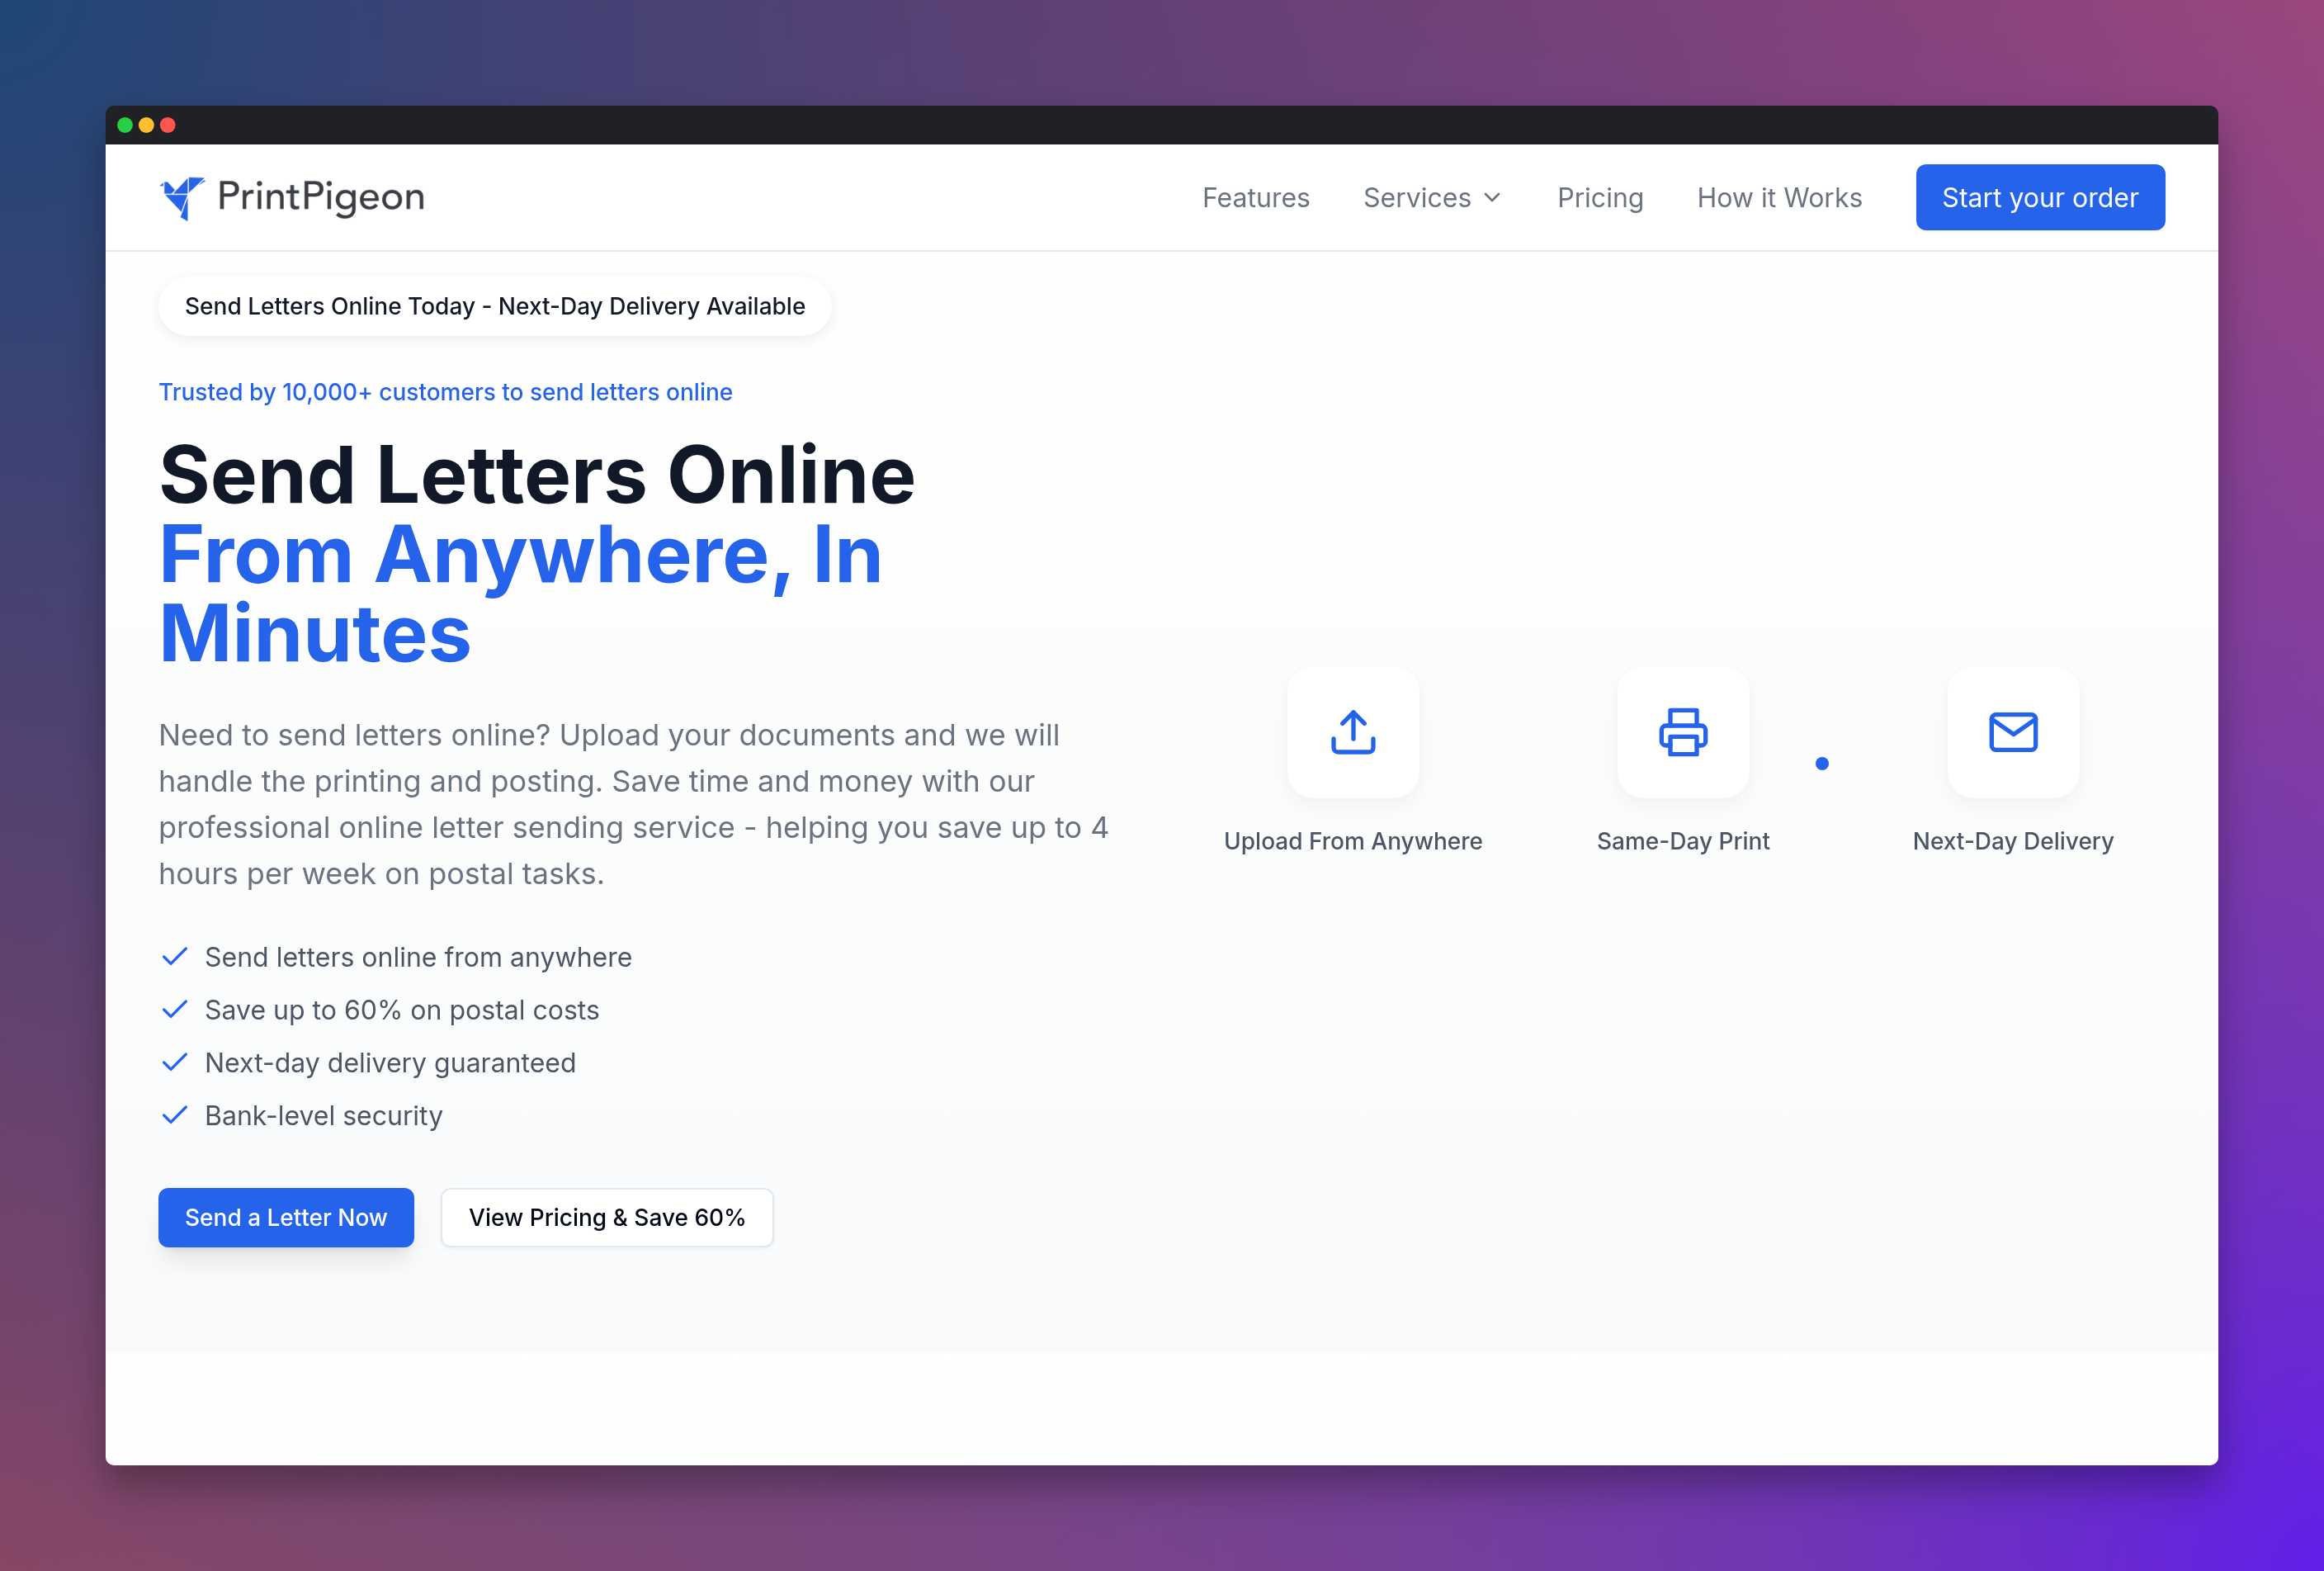 PrintPigeon
Features
Services
Pricing
How it Works
Start your order
Send Letters Online Today - Next-Day Delivery Available
Trusted by 10,000+ customers to send letters online
Send Letters Online
From Anywhere, In
Minutes
Need to send letters online? Upload your documents and we will
handle the printing and posting. Save time and money with our
professional online letter sending service - helping you save up to 4
hours per week on postal tasks.
Send letters online from anywhere
Save up to 60% on postal costs
Next-day delivery guaranteed
Bank-level security
Send a Letter Now
View Pricing & Save 60%
Upload From Anywhere
Same-Day Print
Next-Day Delivery